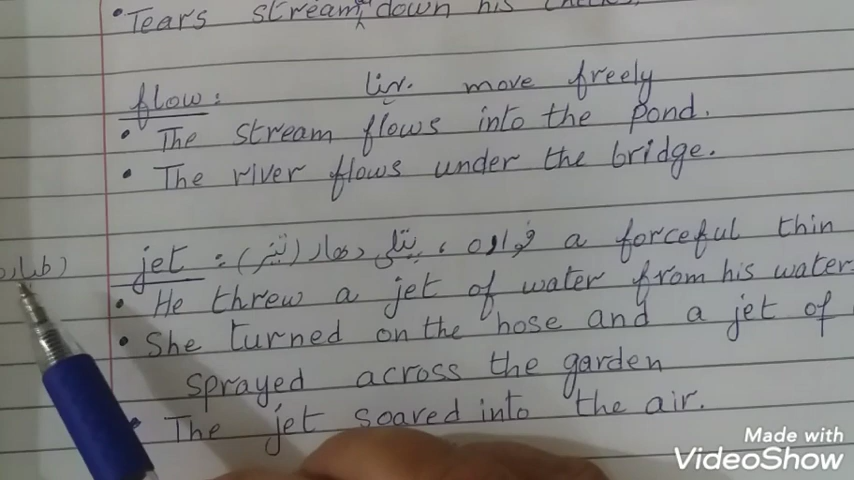 • Tears stream down his cheeks.
flow: liv. move freely
• The stream flows into the pond.
• The river flows under the bridge.
(طیارہ) jet : فوارہ ، پتلی دھار (تیز) a forceful thin
• He threw a jet of water from his water
• She turned on the hose and a jet of
sprayed across the garden
• The jet soared into the air.
Made with
VideoShow